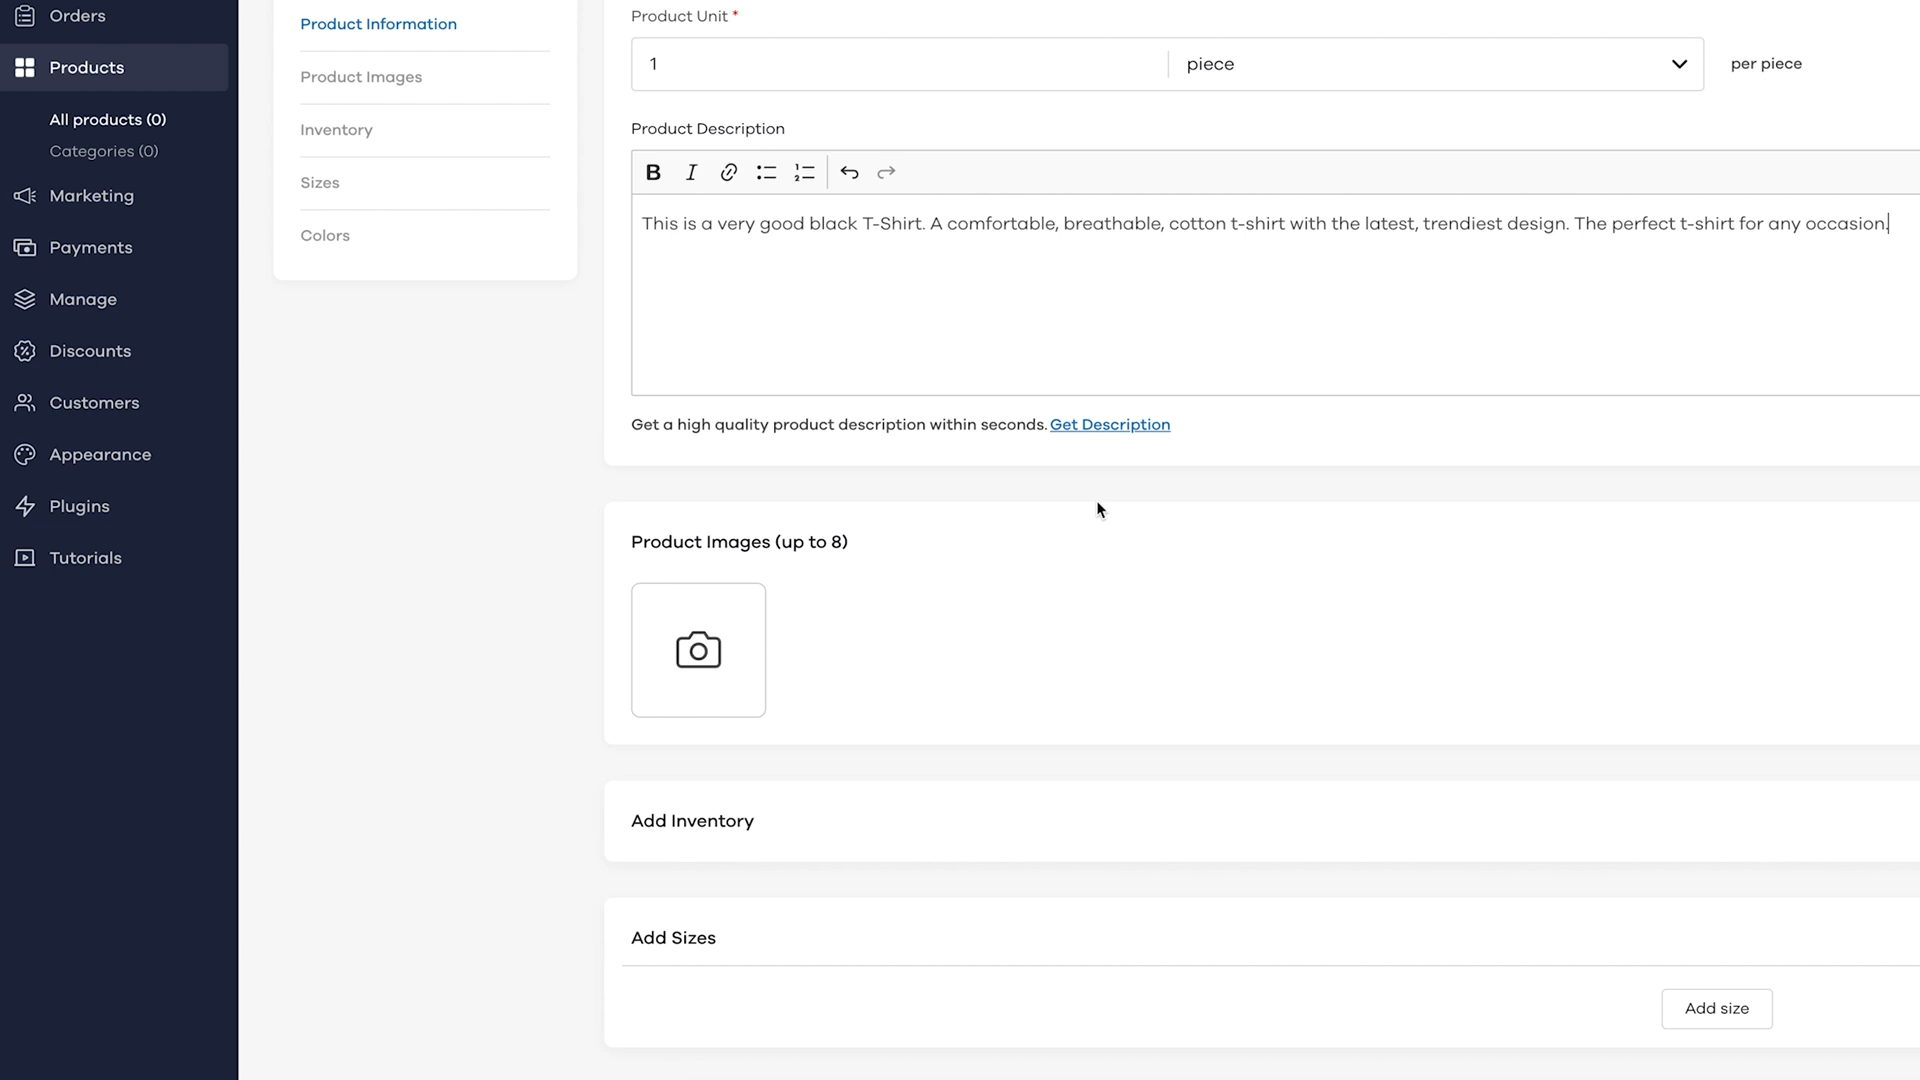 Orders
Products
All products (0)
Categories (0)
Marketing
Payments
Manage
Discounts
Customers
Appearance
Plugins
Tutorials
Product Information
Product Images
Inventory
Sizes
Colors
Product Unit *
1
piece
per piece
Product Description
This is a very good black T-Shirt. A comfortable, breathable, cotton t-shirt with the latest, trendiest design. The perfect t-shirt for any occasion.
Get a high quality product description within seconds. Get Description
Product Images (up to 8)
Add Inventory
Add Sizes
Add size